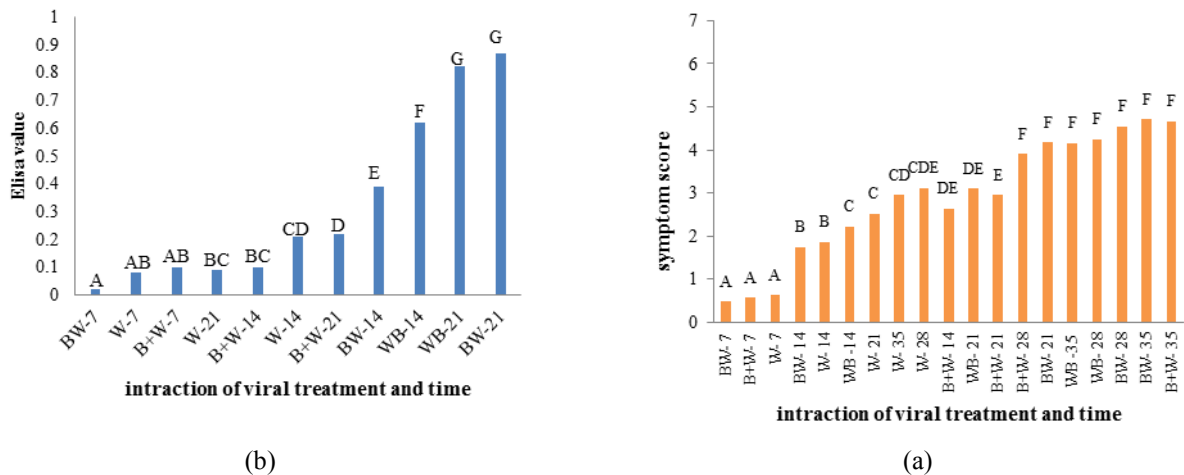 1
0.9
0.8
0.7
0.6
0.5
0.4
0.3
0.2
0.1
0
Elisa value
A
AB
AB
BC
BC
CD
D
E
F
G
G
BW-7
W-7
B+W-7
W-21
B+W-14
W-14
B+W-21
BW-14
WB-14
WB-21
BW-21
intraction of viral treatment and time
(b)
7
6
5
4
3
2
1
0
symptom score
A
A
A
B
B
C
C
CD
CDE
DE
DE
E
F
F
F
F
F
F
F
BW- 7
B+W- 7
W- 7
BW- 14
W- 14
WB -14
W- 21
W- 35
W- 28
B+W- 14
WB- 21
B+W- 21
B+W- 28
BW- 21
WB -35
WB- 28
BW- 28
BW- 35
B+W- 35
intraction of viral treatment and time
(a)